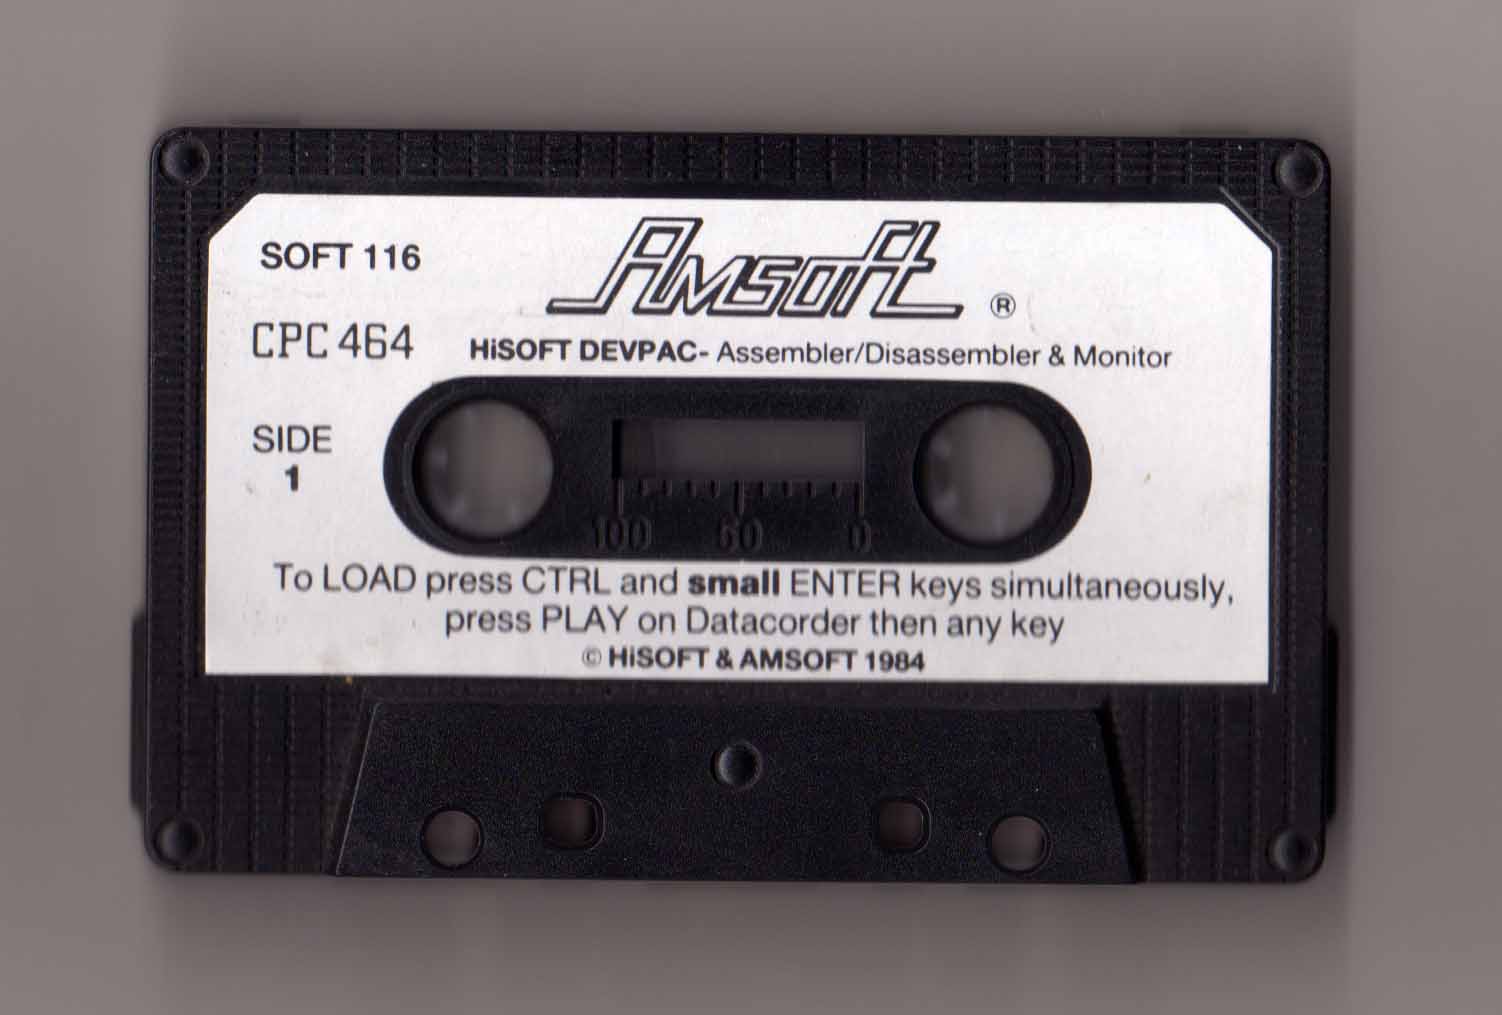 SOFT 116
Amsoft ®
CPC 464
HiSOFT DEVPAC- Assembler/Disassembler & Monitor
SIDE
1
100 50 0
To LOAD press CTRL and small ENTER keys simultaneously,
press PLAY on Datacorder then any key
© HiSOFT & AMSOFT 1984